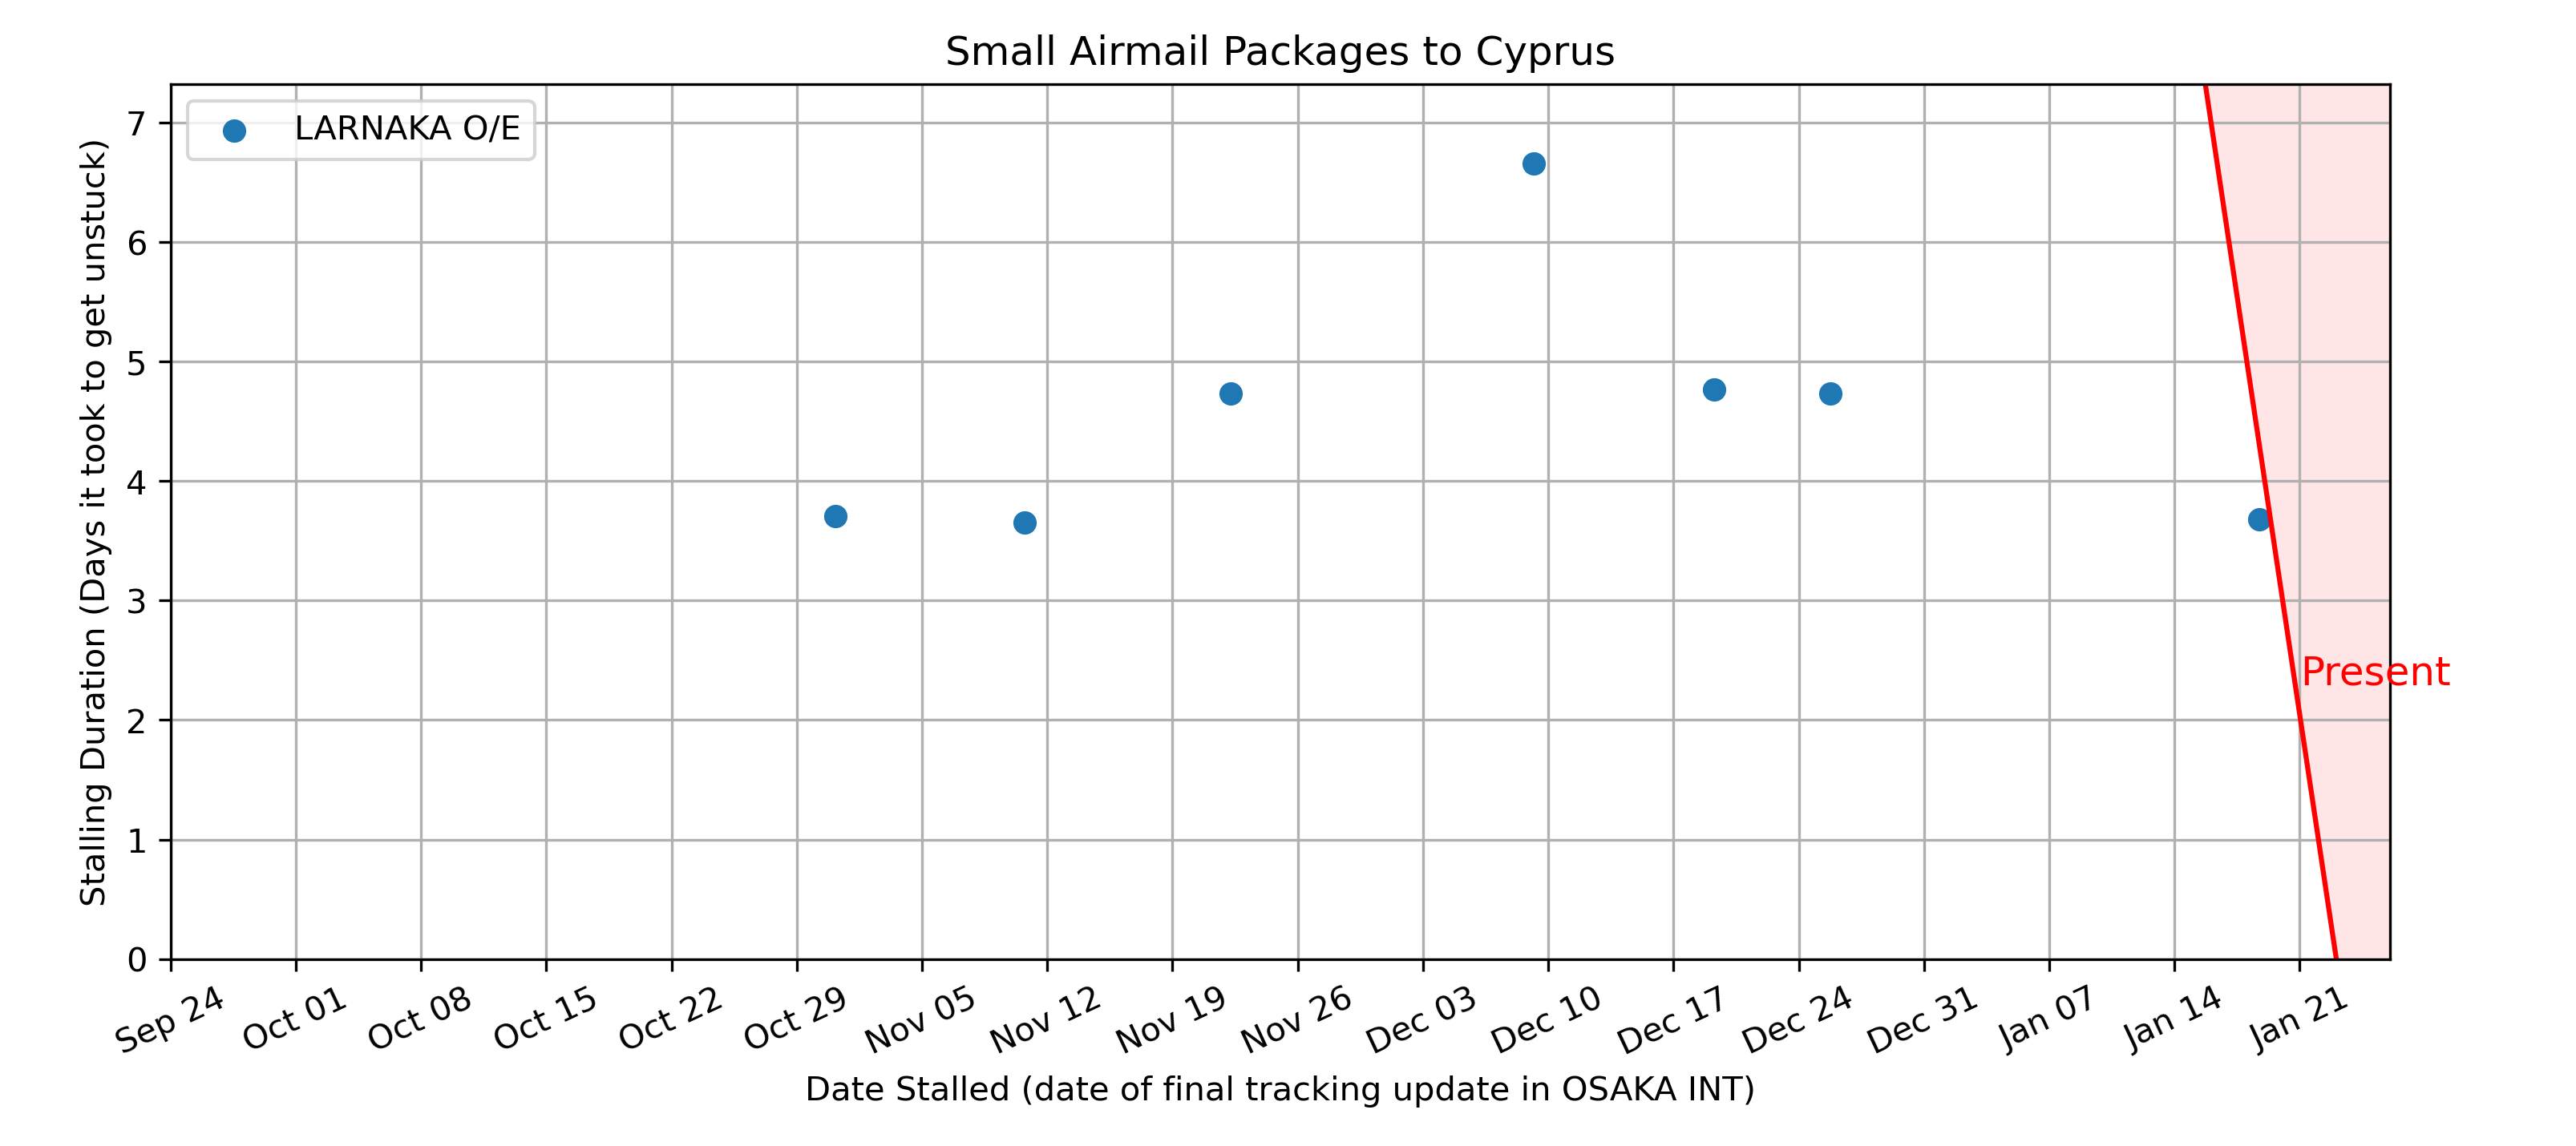 Small Airmail Packages to Cyprus
LARNAKA O/E
Stalling Duration (Days it took to get unstuck)
7
6
5
4
3
2
1
0
Present
Sep 24
Oct 01
Oct 08
Oct 15
Oct 22
Oct 29
Nov 05
Nov 12
Nov 19
Nov 26
Dec 03
Dec 10
Dec 17
Dec 24
Dec 31
Jan 07
Jan 14
Jan 21
Date Stalled (date of final tracking update in OSAKA INT)